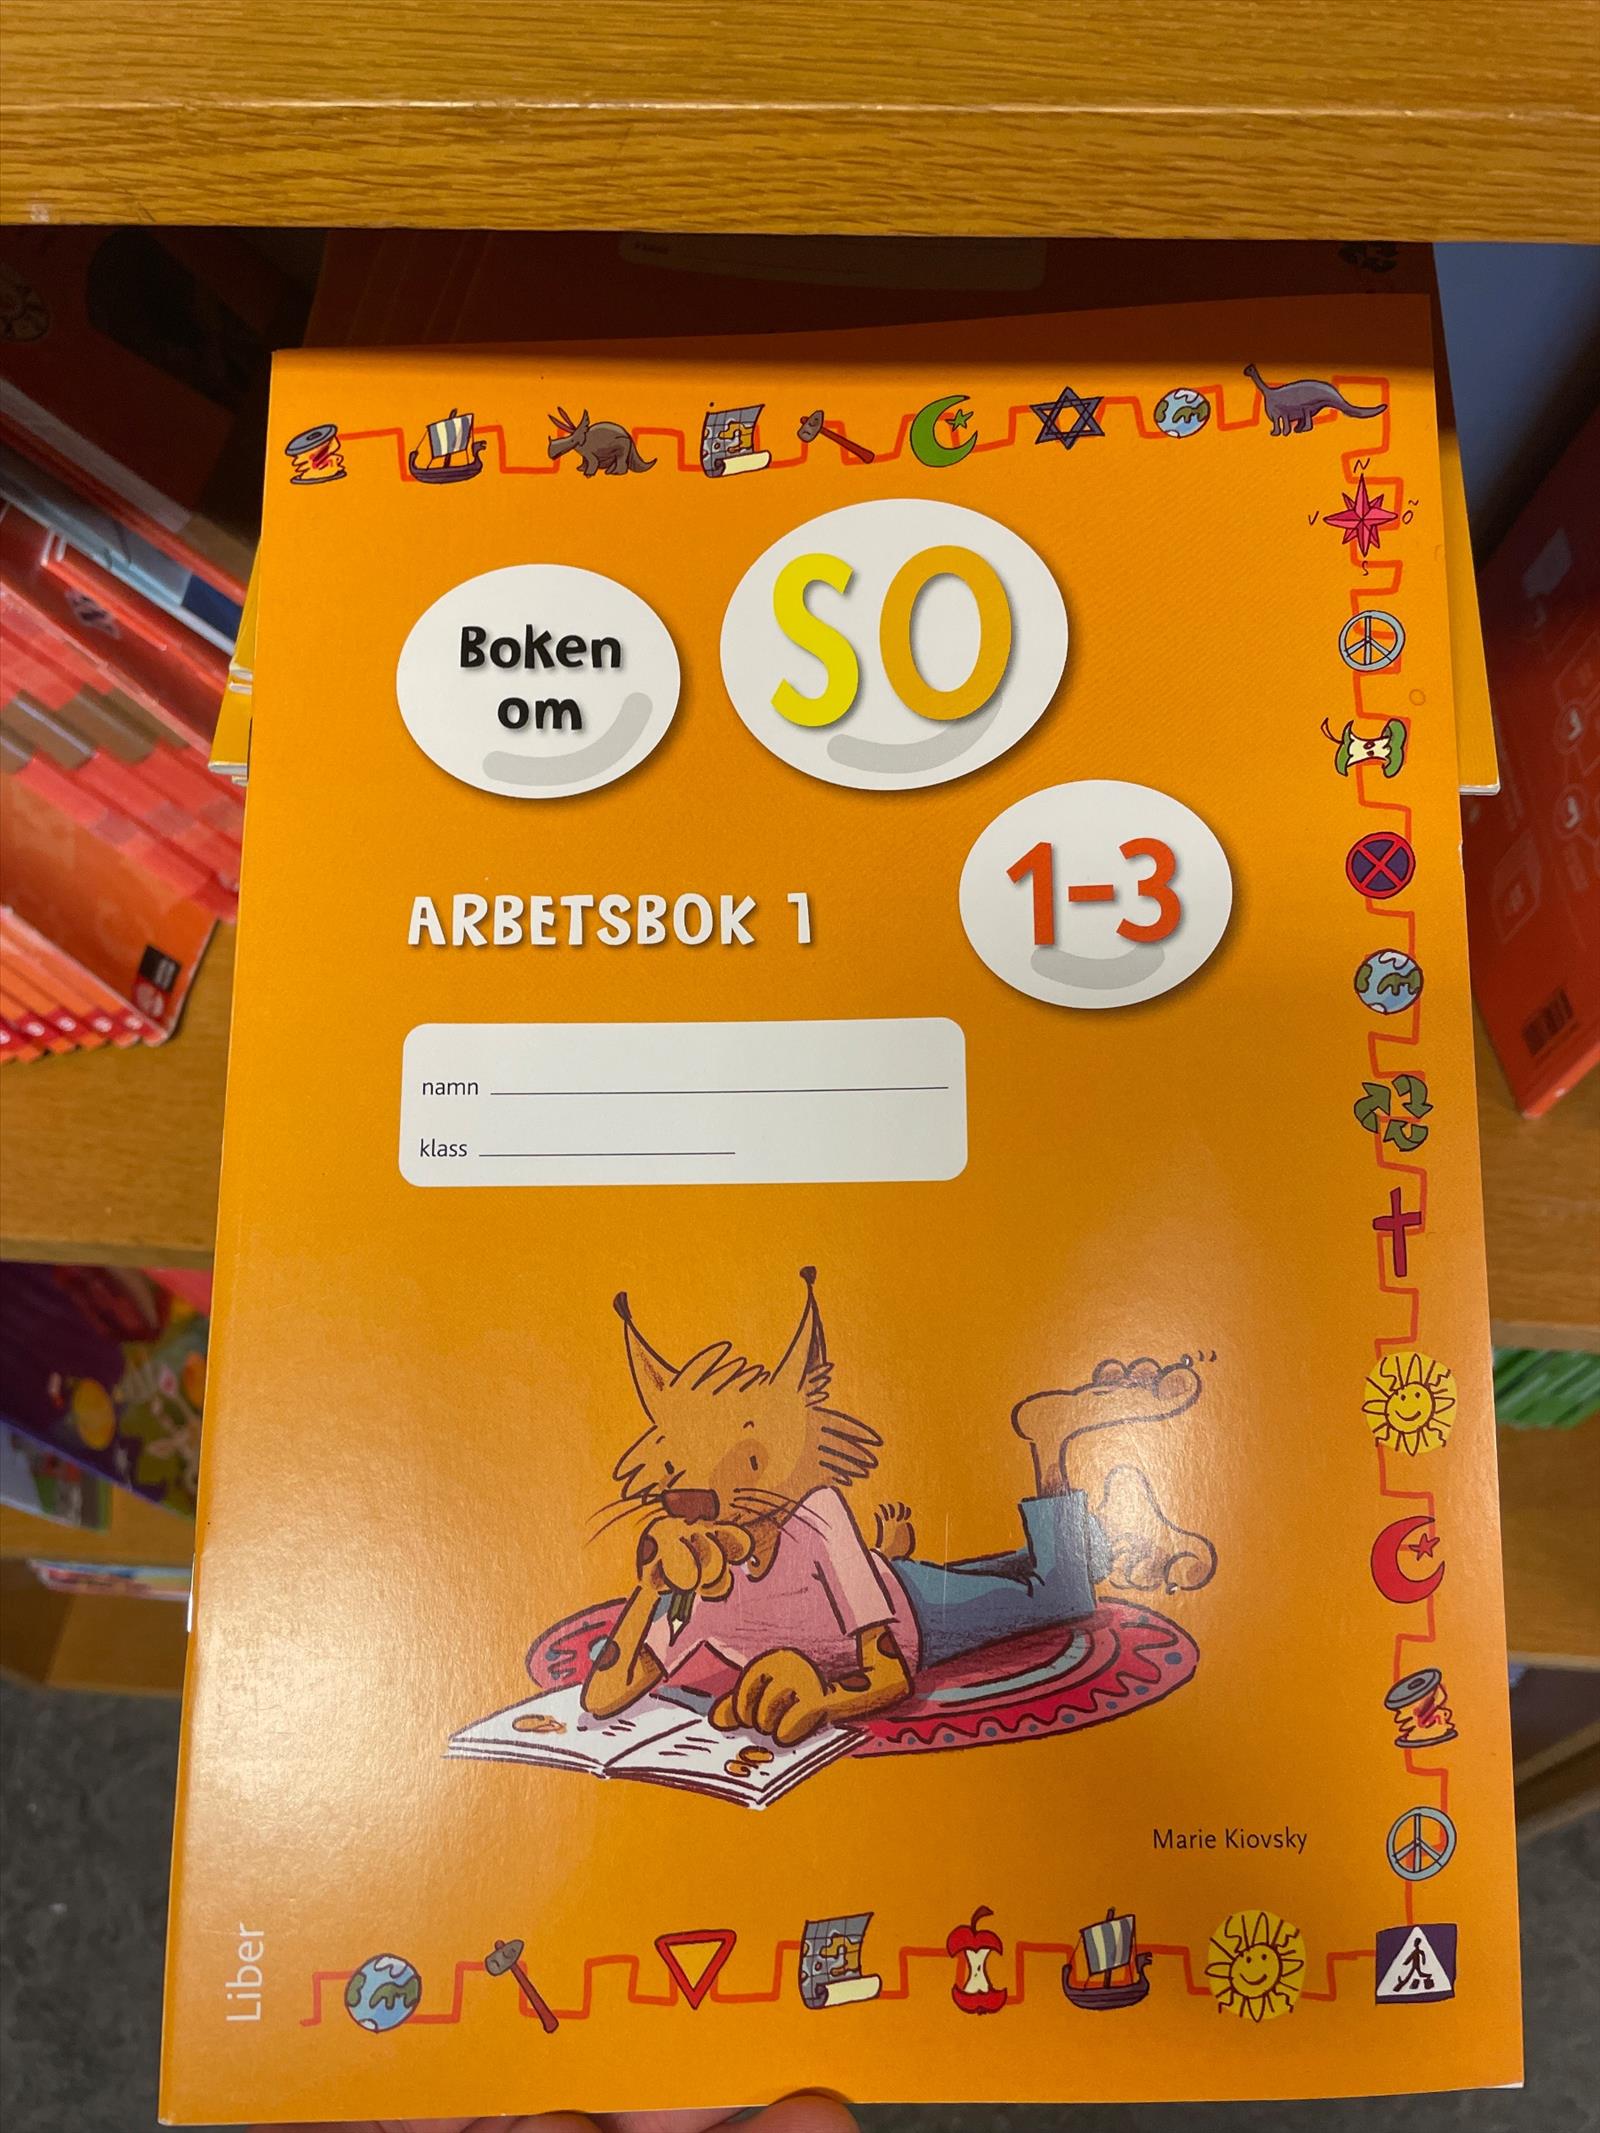 N
V Ö
S
Boken
om
SO
1-3
ARBETSBOK 1
namn
klass
Marie Kiovsky
Liber